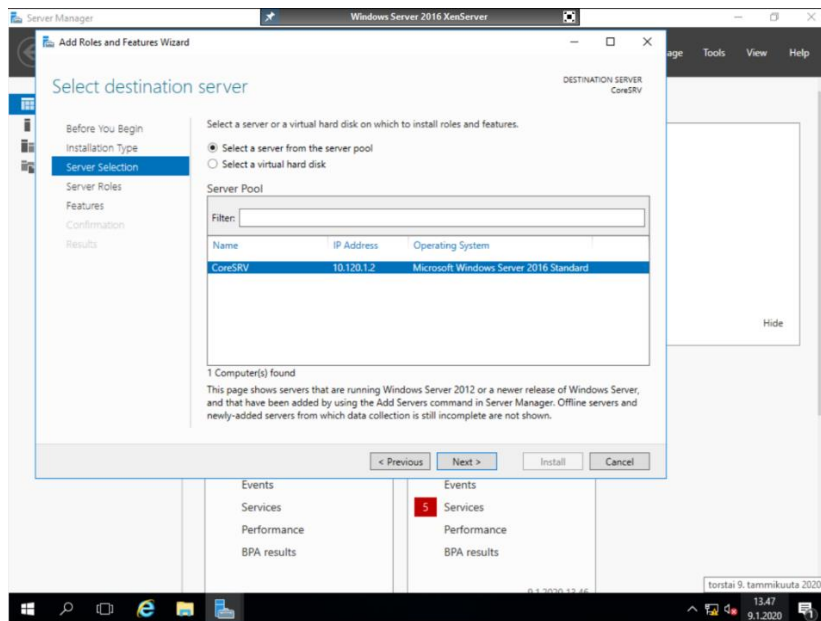 Server Manager
Windows Server 2016 XenServer
Add Roles and Features Wizard
age Tools View Help
Select destination server
DESTINATION SERVER
CoreSRV
Before You Begin
Installation Type
Server Selection
Server Roles
Features
Confirmation
Results
Select a server or a virtual hard disk on which to install roles and features.
Select a server from the server pool
Select a virtual hard disk
Server Pool
Filter:
Name IP Address Operating System
CoreSRV 10.120.1.2 Microsoft Windows Server 2016 Standard
1 Computer(s) found
This page shows servers that are running Windows Server 2012 or a newer release of Windows Server,
and that have been added by using the Add Servers command in Server Manager. Offline servers and
newly-added servers from which data collection is still incomplete are not shown.
< Previous Next > Install Cancel
Hide
Events
Services
Performance
BPA results
Events
5 Services
Performance
BPA results
9.1.2020 13.46
torstai 9. tammikuuta 2020
13.47
9.1.2020
1